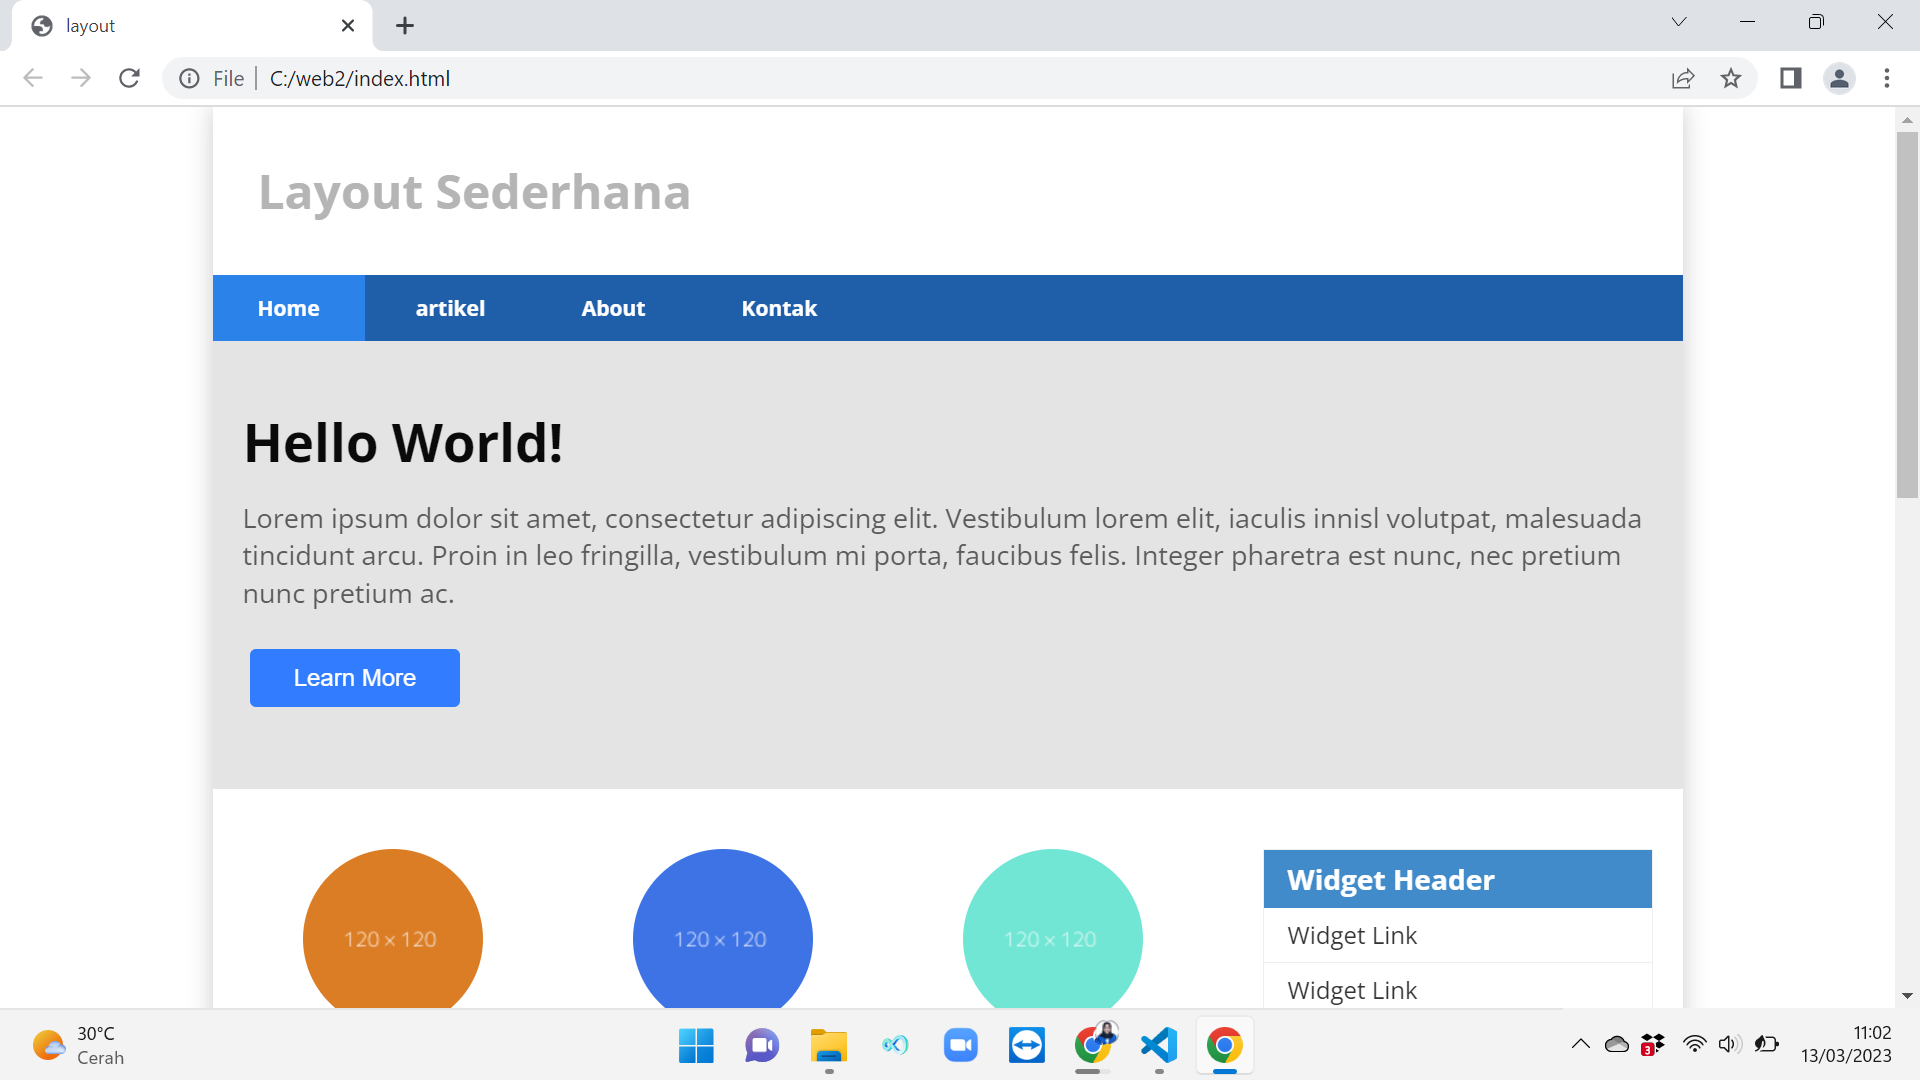 layout
File
C:/web2/index.html
Layout Sederhana
Home
artikel
About
Kontak
Hello World!
Lorem ipsum dolor sit amet, consectetur adipiscing elit. Vestibulum lorem elit, iaculis innisl volutpat, malesuada
tincidunt arcu. Proin in leo fringilla, vestibulum mi porta, faucibus felis. Integer pharetra est nunc, nec pretium
nunc pretium ac.
Learn More
120 × 120
120 × 120
120 × 120
Widget Header
Widget Link
Widget Link
30°C
Cerah
3
11:02
13/03/2023